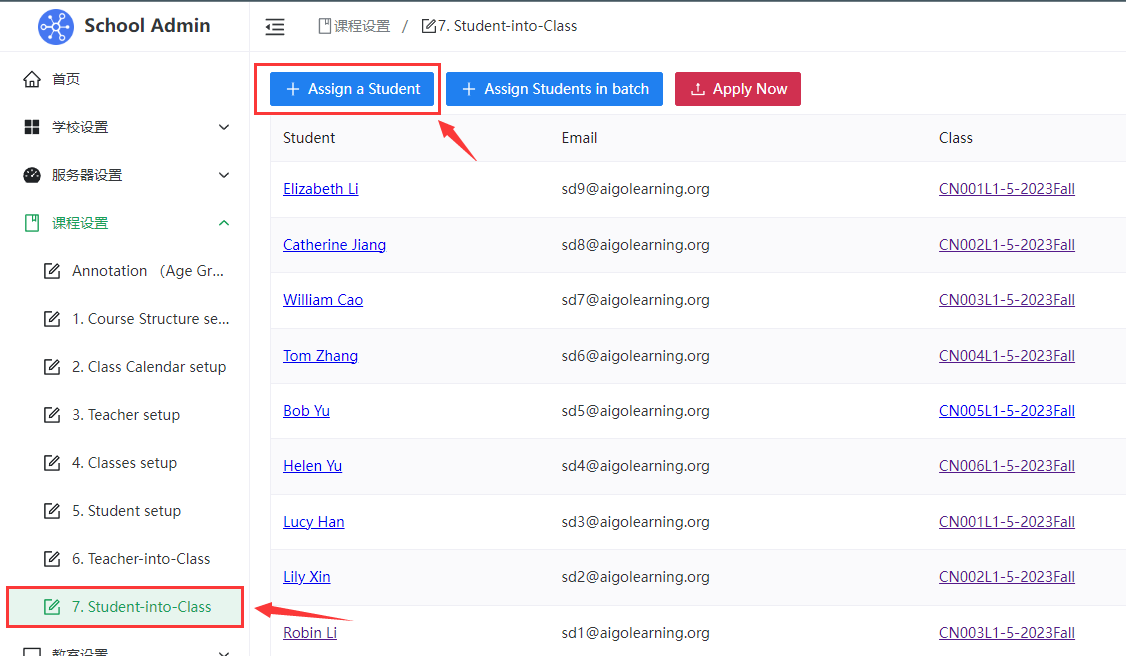 School Admin
课程设置 / 7. Student-into-Class
首页
学校设置
服务器设置
课程设置
Annotation （Age Gr...
1. Course Structure se...
2. Class Calendar setup
3. Teacher setup
4. Classes setup
5. Student setup
6. Teacher-into-Class
7. Student-into-Class
教室设置
+ Assign a Student + Assign Students in batch Apply Now
Student Email Class
Elizabeth Li sd9@aigolearning.org CN001L1-5-2023Fall
Catherine Jiang sd8@aigolearning.org CN002L1-5-2023Fall
William Cao sd7@aigolearning.org CN003L1-5-2023Fall
Tom Zhang sd6@aigolearning.org CN004L1-5-2023Fall
Bob Yu sd5@aigolearning.org CN005L1-5-2023Fall
Helen Yu sd4@aigolearning.org CN006L1-5-2023Fall
Lucy Han sd3@aigolearning.org CN001L1-5-2023Fall
Lily Xin sd2@aigolearning.org CN002L1-5-2023Fall
Robin Li sd1@aigolearning.org CN003L1-5-2023Fall